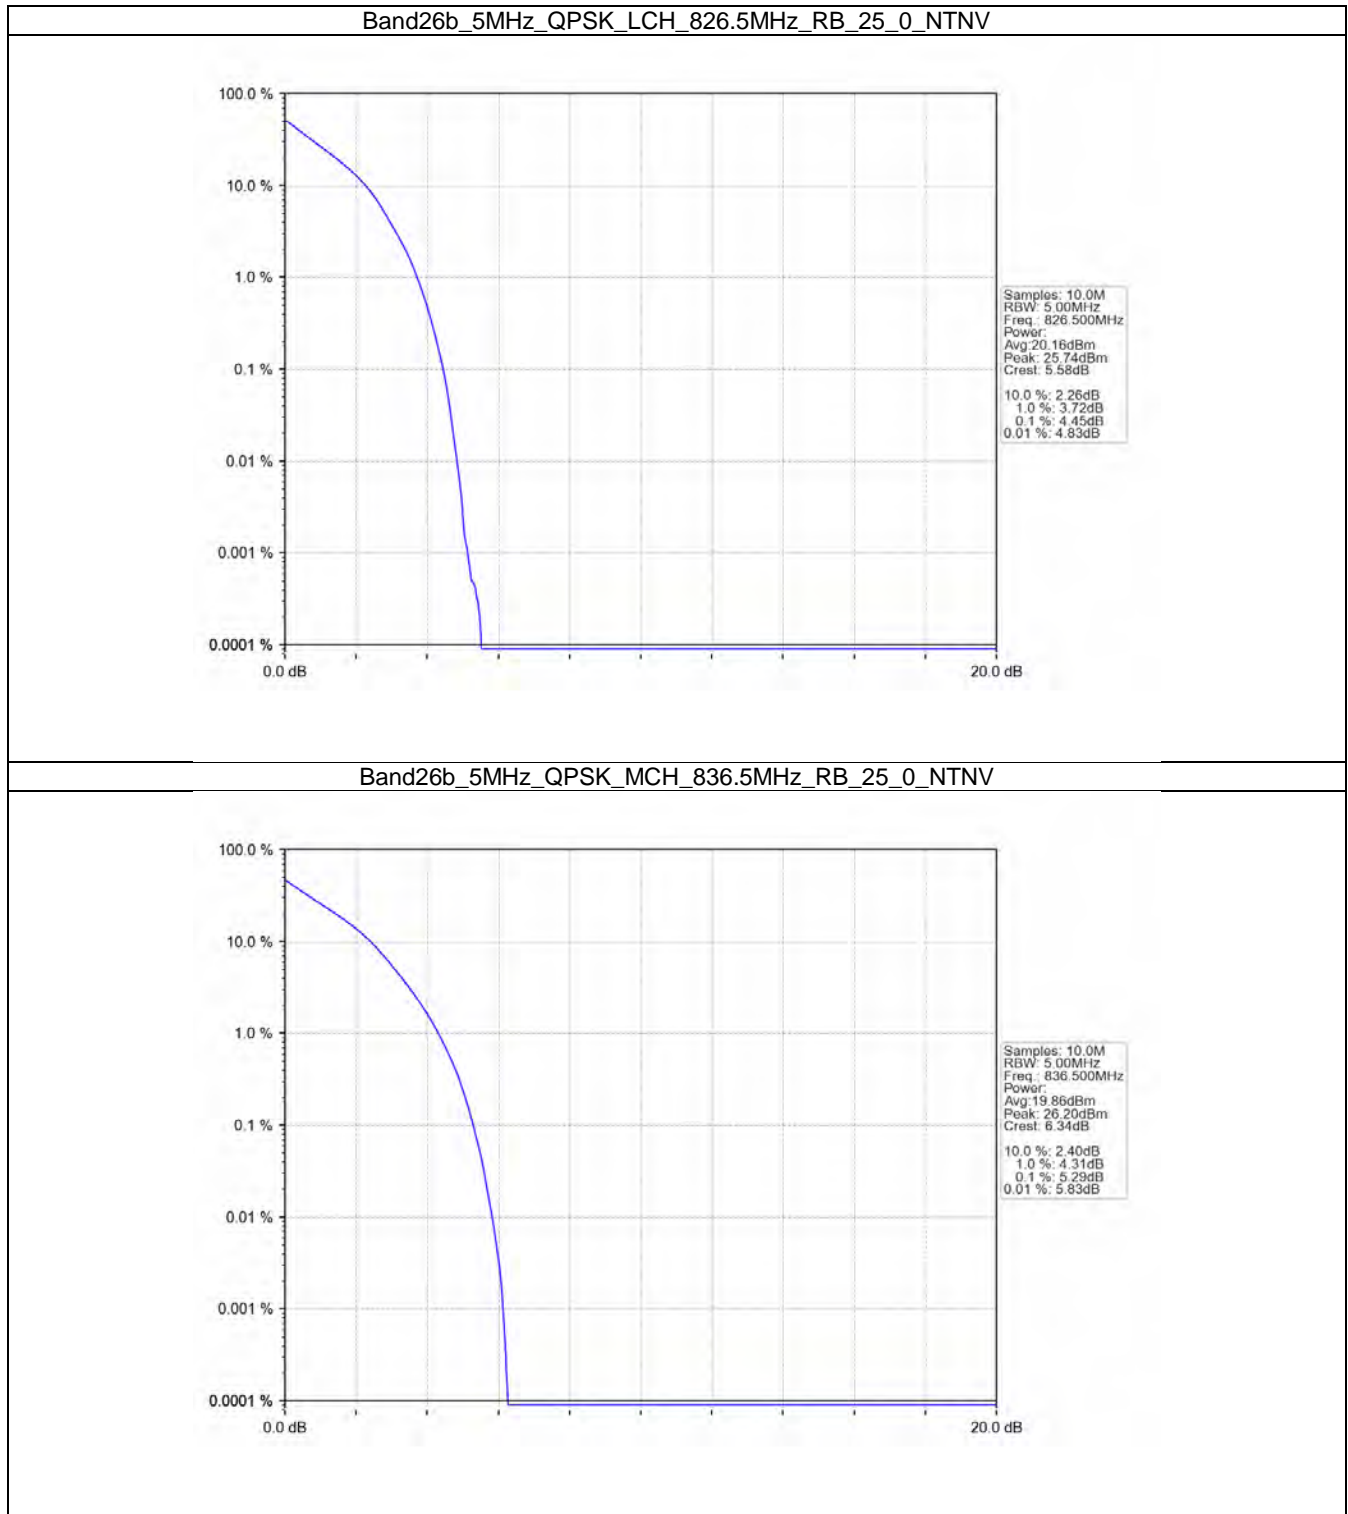 Band26b_5MHz_QPSK_LCH_826.5MHz_RB_25_0_NTNV
100.0 %
10.0 %
1.0 %
0.1 %
0.01 %
0.001 %
0.0001 %
0.0 dB
20.0 dB
Samples: 10.0M
RBW: 5.00MHz
Freq.: 826.500MHz
Power:
Avg:20.16dBm
Peak: 25.74dBm
Crest: 5.58dB
10.0 %: 2.26dB
1.0 %: 3.72dB
0.1 %: 4.45dB
0.01 %: 4.83dB
Band26b_5MHz_QPSK_MCH_836.5MHz_RB_25_0_NTNV
100.0 %
10.0 %
1.0 %
0.1 %
0.01 %
0.001 %
0.0001 %
0.0 dB
20.0 dB
Samples: 10.0M
RBW: 5.00MHz
Freq.: 836.500MHz
Power:
Avg:19.86dBm
Peak: 26.20dBm
Crest: 6.34dB
10.0 %: 2.40dB
1.0 %: 4.31dB
0.1 %: 5.29dB
0.01 %: 5.83dB